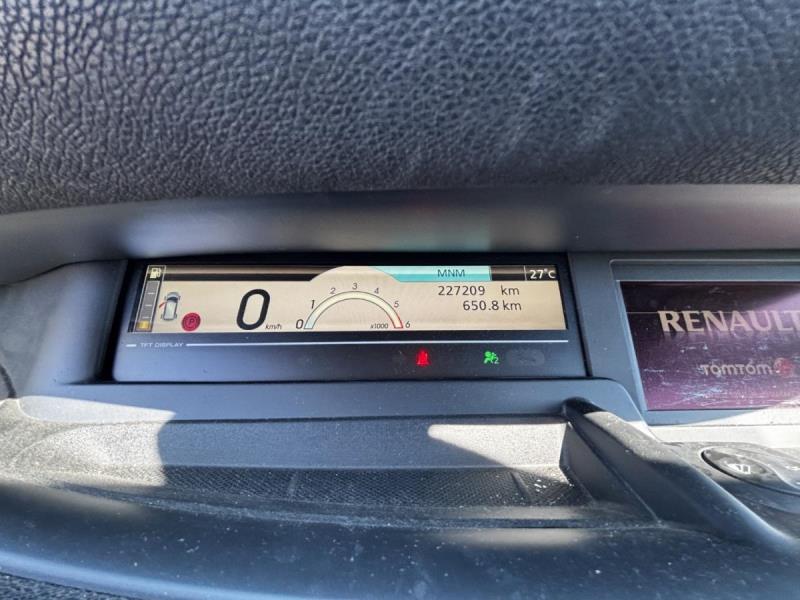 MNM
27°C
227209 km
650.8 km
0 km/h
0 1 2 3 4 5 6
x1000
P
TFT DISPLAY
2
RENAULT
TOMTOM